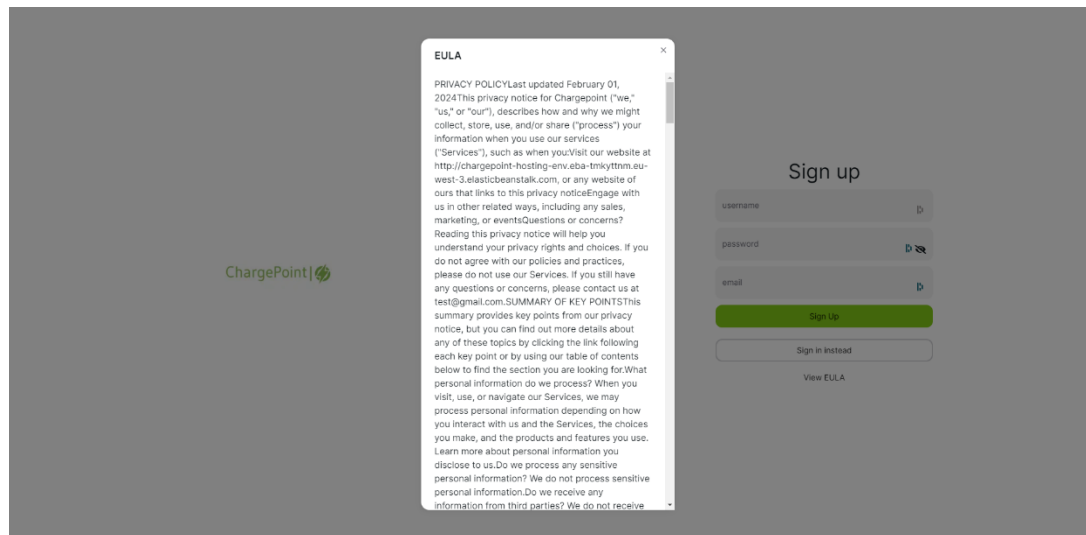 EULA
PRIVACY POLICYLast updated February 01,
2024This privacy notice for Chargepoint ("we,"
"us," or "our"), describes how and why we might
collect, store, use, and/or share ("process") your
information when you use our services
("Services"), such as when you:Visit our website at
http://chargepoint-hosting-env.eba-tmkyttnm.eu-
west-3.elasticbeanstalk.com, or any website of
ours that links to this privacy noticeEngage with
us in other related ways, including any sales,
marketing, or eventsQuestions or concerns?
Reading this privacy notice will help you
understand your privacy rights and choices. If you
do not agree with our policies and practices,
please do not use our Services. If you still have
any questions or concerns, please contact us at
test@gmail.com.SUMMARY OF KEY POINTSThis
summary provides key points from our privacy
notice, but you can find out more details about
any of these topics by clicking the link following
each key point or by using our table of contents
below to find the section you are looking for.What
personal information do we process? When you
visit, use, or navigate our Services, we may
process personal information depending on how
you interact with us and the Services, the choices
you make, and the products and features you use.
Learn more about personal information you
disclose to us.Do we process any sensitive
personal information? We do not process sensitive
personal information.Do we receive any
information from third parties? We do not receive
ChargePoint
Sign up
username
password
email
Sign Up
Sign in instead
View EULA